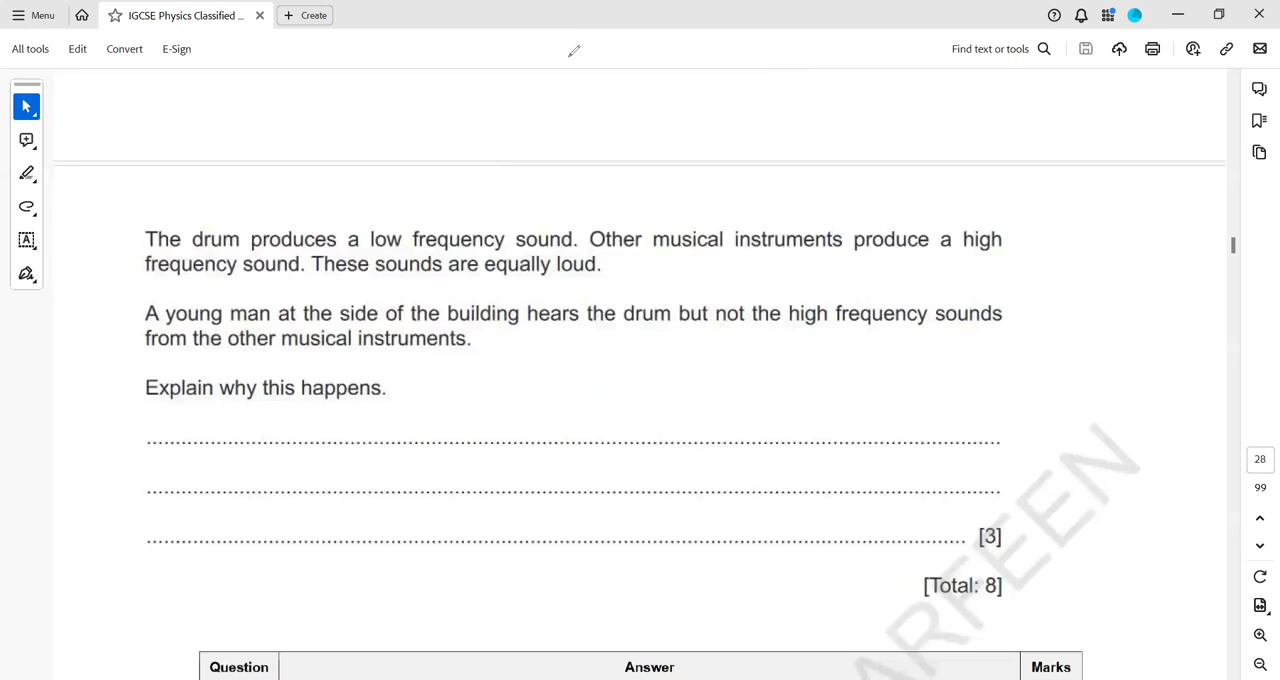 Menu
IGCSE Physics Classified ...
Create
All tools
Edit
Convert
E-Sign
Find text or tools
The drum produces a low frequency sound. Other musical instruments produce a high
frequency sound. These sounds are equally loud.
A young man at the side of the building hears the drum but not the high frequency sounds
from the other musical instruments.
Explain why this happens.
[3]
[Total: 8]
28
99
ARFEEN
Question Answer Marks